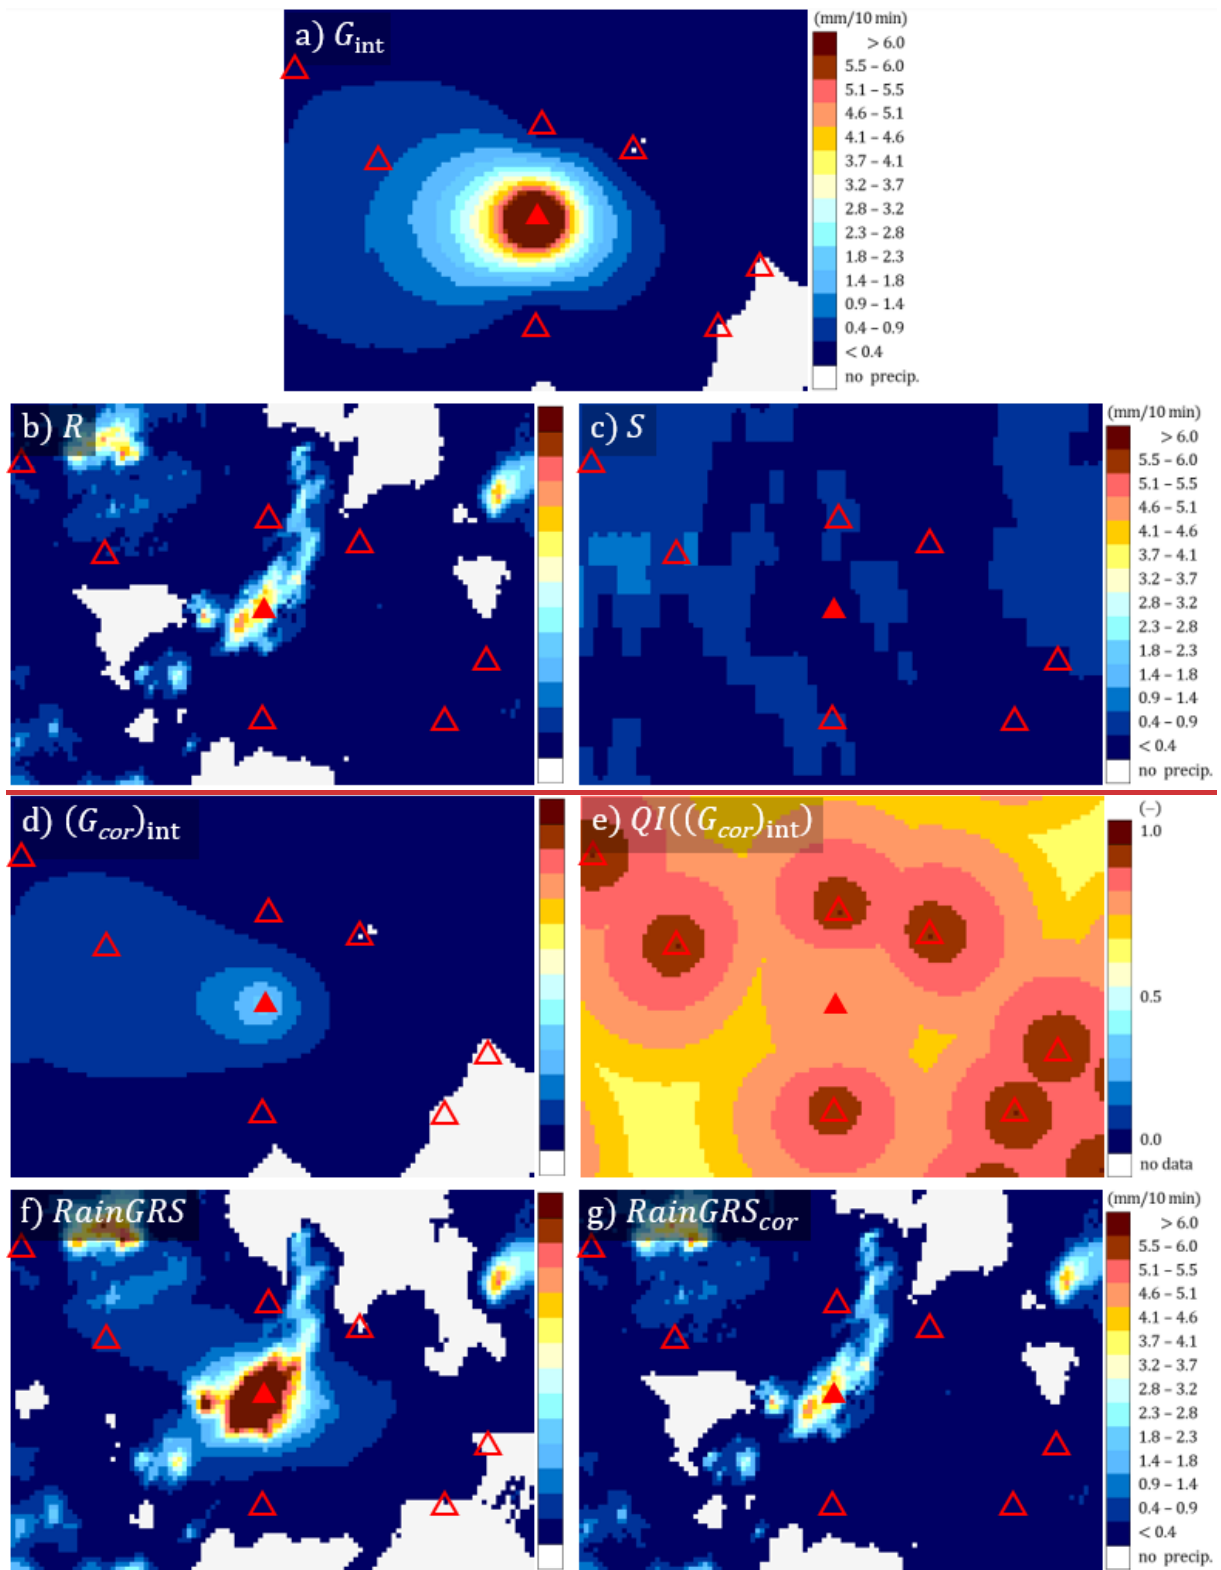 a) G_int
(mm/10 min)
> 6.0
5.5 – 6.0
5.1 – 5.5
4.6 – 5.1
4.1 – 4.6
3.7 – 4.1
3.2 – 3.7
2.8 – 3.2
2.3 – 2.8
1.8 – 2.3
1.4 – 1.8
0.9 – 1.4
0.4 – 0.9
< 0.4
no precip.
b) R
c) S
(mm/10 min)
> 6.0
5.5 – 6.0
5.1 – 5.5
4.6 – 5.1
4.1 – 4.6
3.7 – 4.1
3.2 – 3.7
2.8 – 3.2
2.3 – 2.8
1.8 – 2.3
1.4 – 1.8
0.9 – 1.4
0.4 – 0.9
< 0.4
no precip.
d) (G_cor)_int
e) QI((G_cor)_int)
(–)
1.0
0.5
0.0
no data
f) RainGRS
g) RainGRS_cor
(mm/10 min)
> 6.0
5.5 – 6.0
5.1 – 5.5
4.6 – 5.1
4.1 – 4.6
3.7 – 4.1
3.2 – 3.7
2.8 – 3.2
2.3 – 2.8
1.8 – 2.3
1.4 – 1.8
0.9 – 1.4
0.4 – 0.9
< 0.4
no precip.